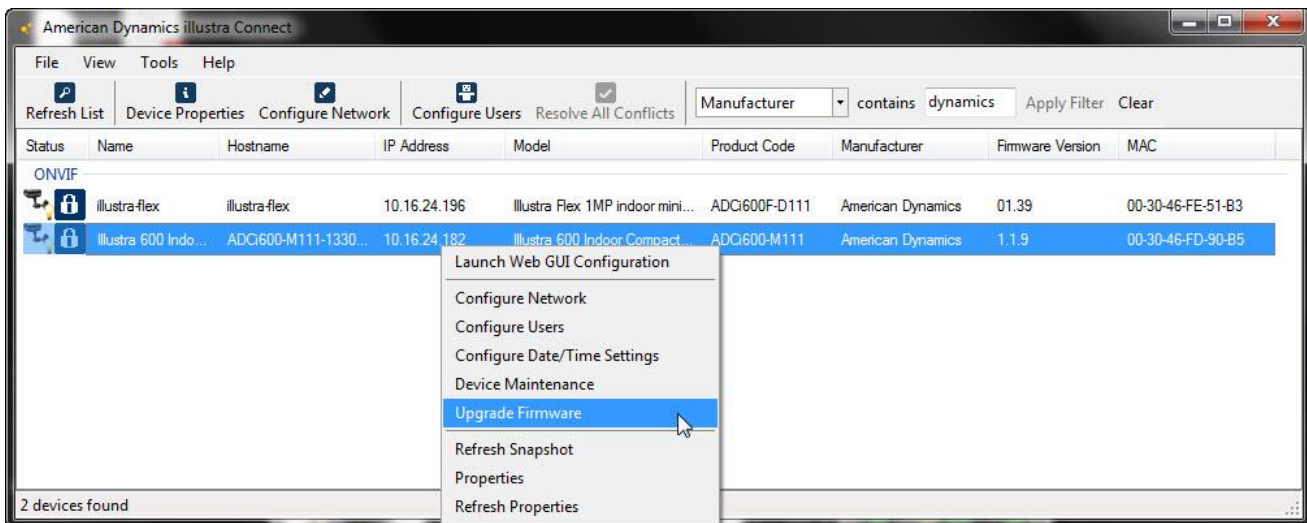 American Dynamics illustra Connect
File View Tools Help
Refresh List Device Properties Configure Network Configure Users Resolve All Conflicts Manufacturer contains dynamics Apply Filter Clear
Status Name Hostname IP Address Model Product Code Manufacturer Firmware Version MAC
ONVIF
illustra-flex illustra-flex 10.16.24.196 Illustra Flex 1MP indoor mini... ADCi600F-D111 American Dynamics 01.39 00-30-46-FE-51-B3
Illustra 600 Indo... ADCi600-M111-1330... 10.16.24.182 Illustra 600 Indoor Compact... ADCi600-M111 American Dynamics 1.1.9 00-30-46-FD-90-B5
Launch Web GUI Configuration
Configure Network
Configure Users
Configure Date/Time Settings
Device Maintenance
Upgrade Firmware
Refresh Snapshot
Properties
Refresh Properties
2 devices found